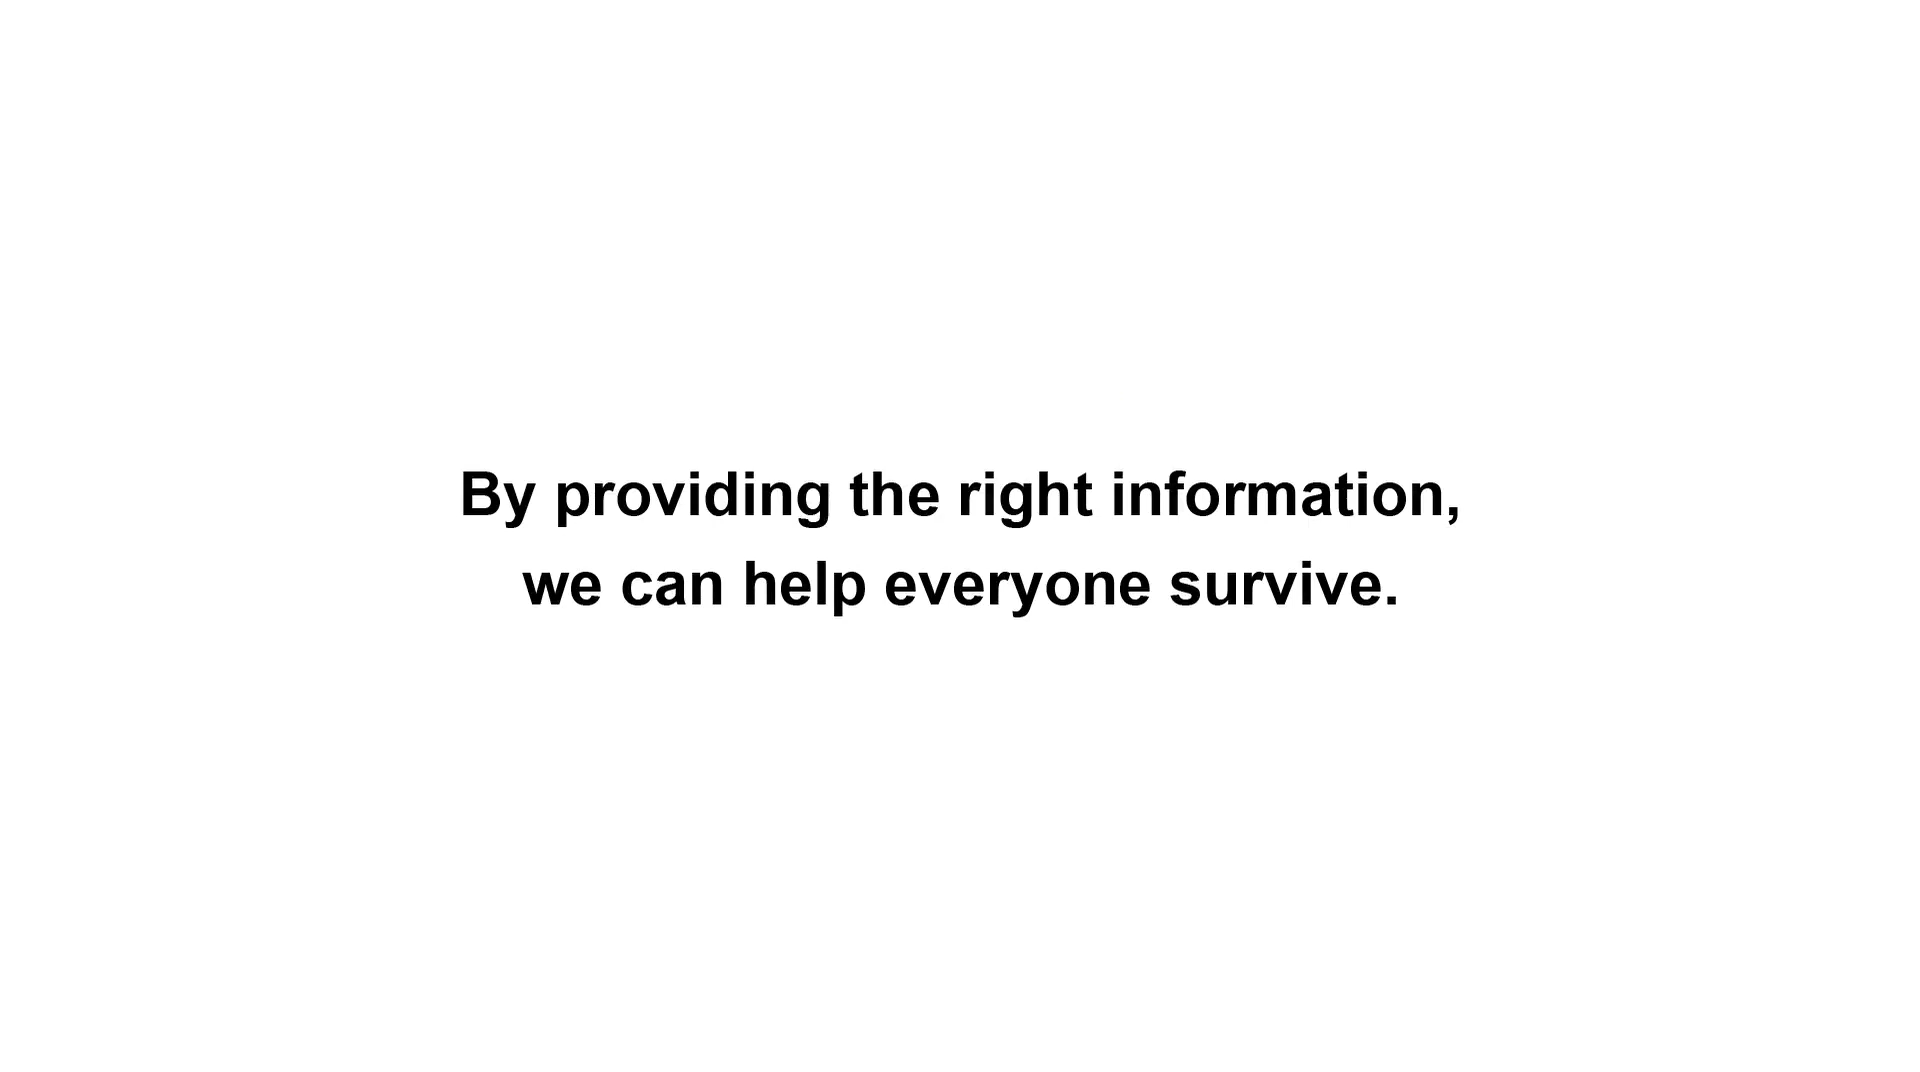 By providing the right information,
we can help everyone survive.